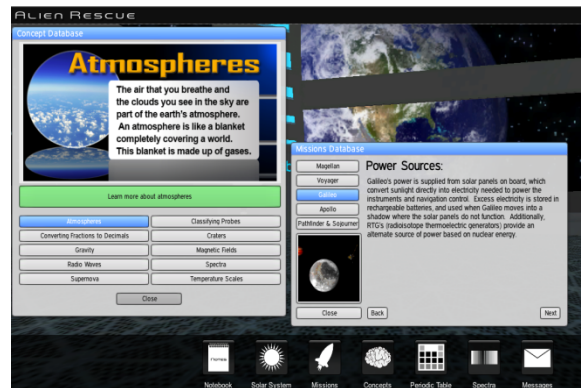 ALIEN RESCUE
Concept Database
Atmospheres
The air that you breathe and
the clouds you see in the sky are
part of the earth's atmosphere.
An atmosphere is like a blanket
completely covering a world.
This blanket is made up of gases.
Learn more about atmospheres
Atmospheres
Classifying Probes
Converting Fractions to Decimals
Craters
Gravity
Magnetic Fields
Radio Waves
Spectra
Supernova
Temperature Scales
Close
Missions Database
Magellan
Voyager
Galileo
Apollo
Pathfinder & Sojourner
Power Sources:
Galileo's power is supplied from solar panels on board, which
convert sunlight directly into electricity needed to power the
instruments and navigation control. Excess electricity is stored in
rechargeable batteries, and used when Galileo moves into a
shadow where the solar panels do not function. Additionally,
RTG's (radioisotope thermoelectric generators) provide an
alternate source of power based on nuclear energy.
Close
Back
Next
Notebook
Solar System
Missions
Concepts
Periodic Table
Spectra
Messages